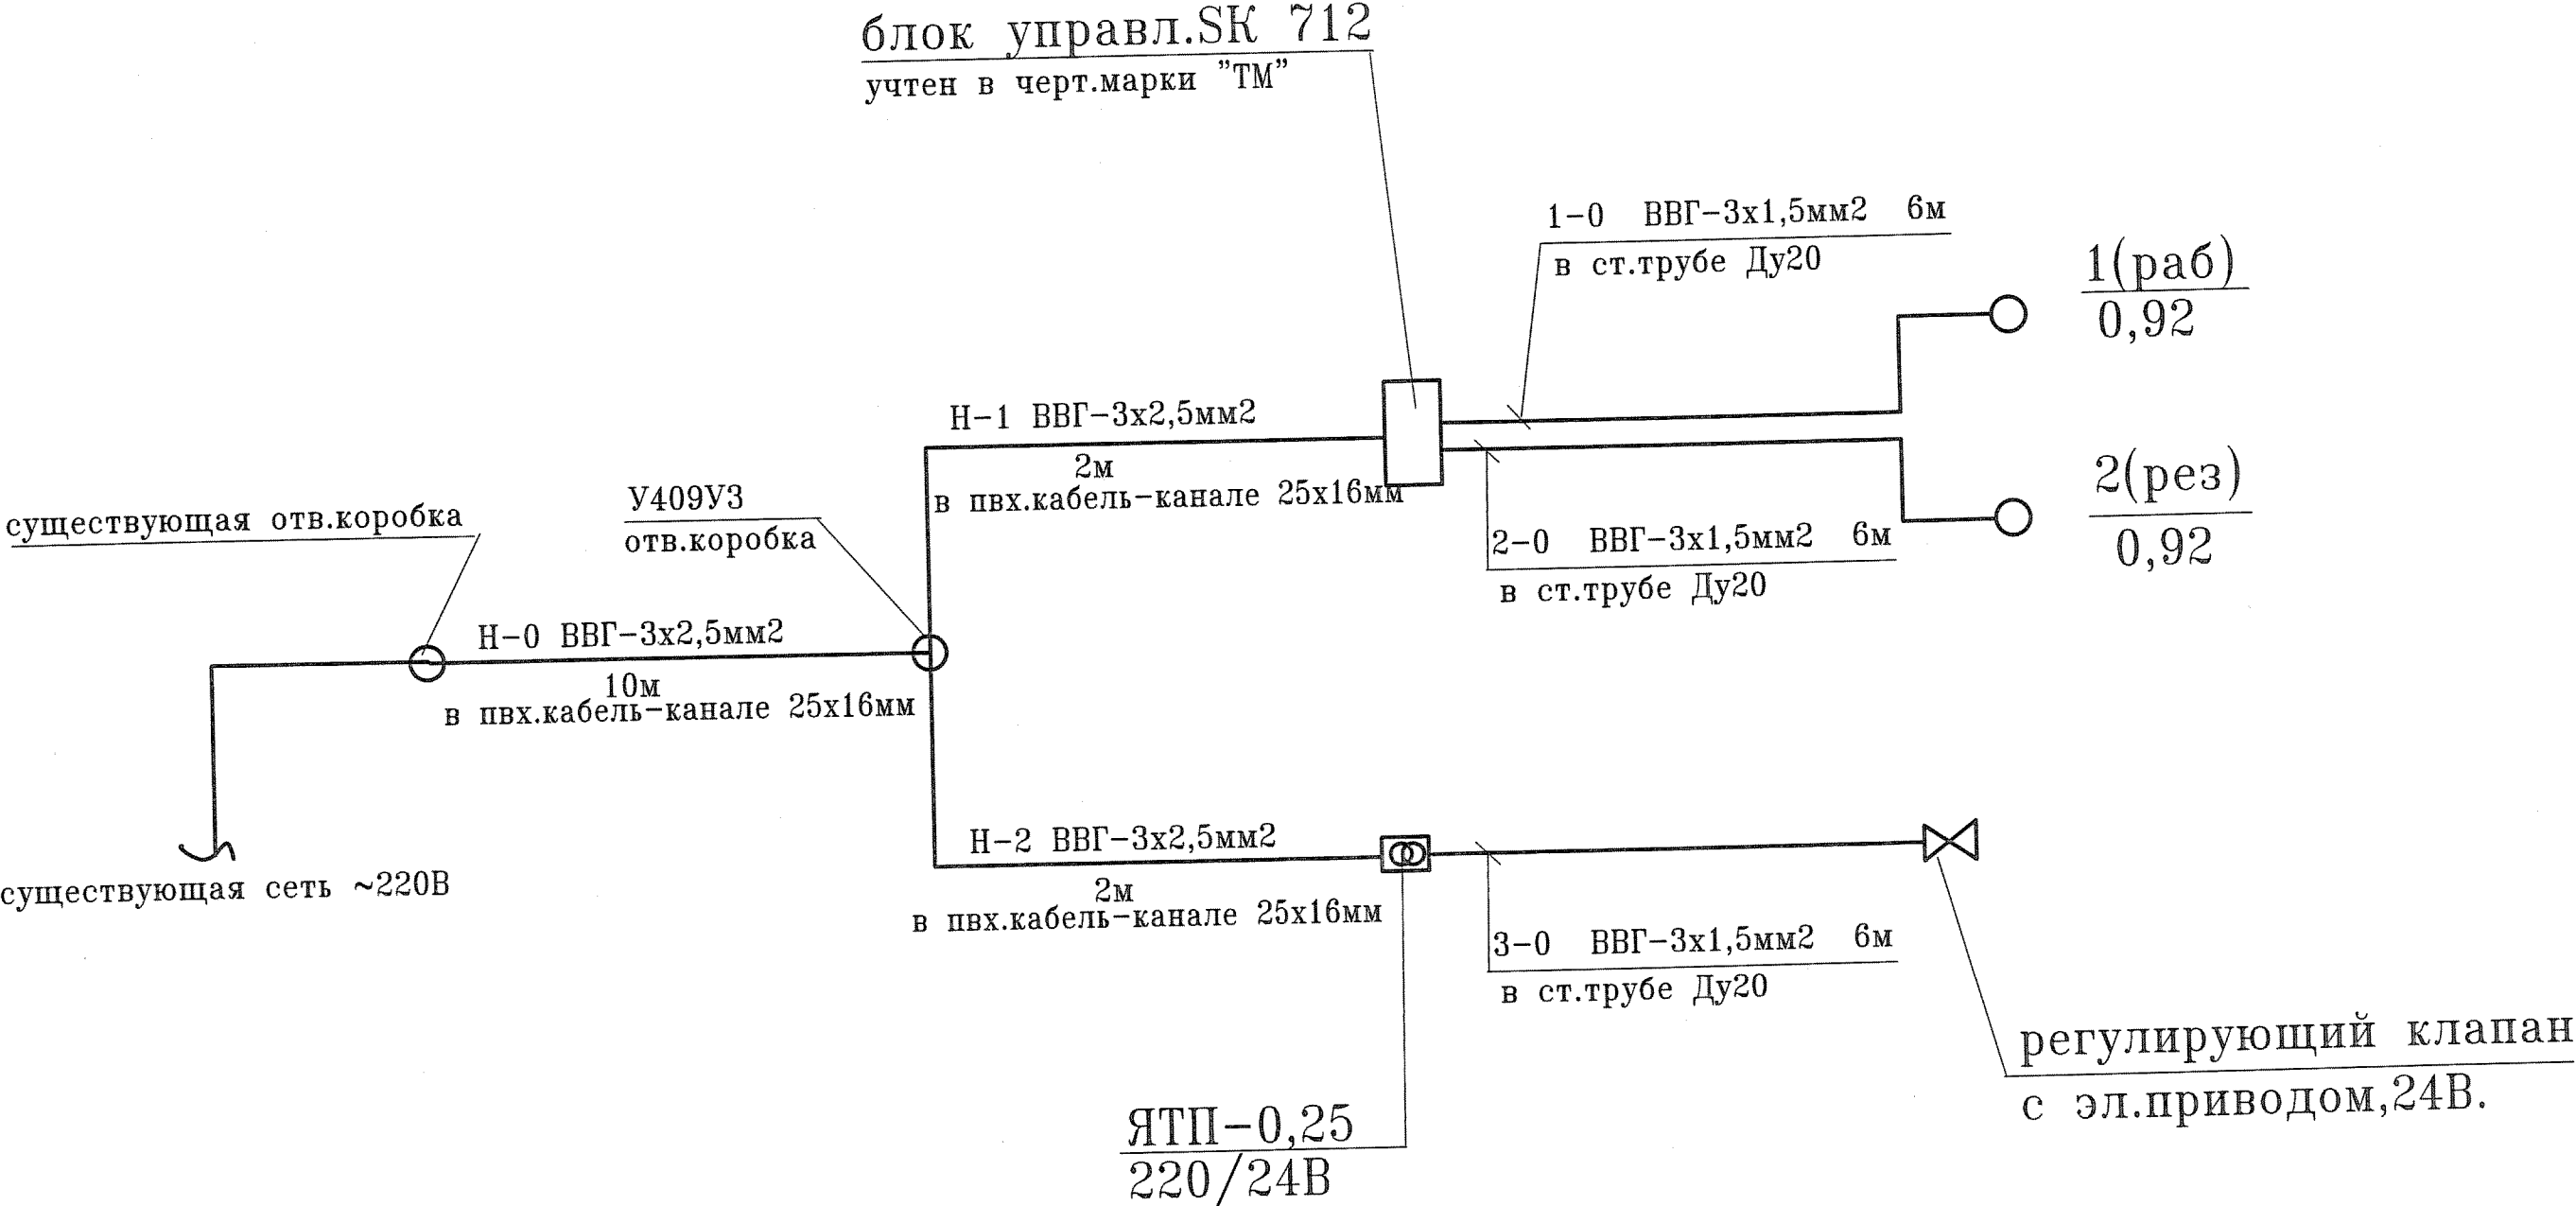 блок управл.SK 712
учтен в черт.марки "ТМ"
1-0 ВВГ-3х1,5мм2 6м
в ст.трубе Ду20
1(раб)
0,92
Н-1 ВВГ-3х2,5мм2
2м
в пвх.кабель-канале 25х16мм
2(рез)
0,92
2-0 ВВГ-3х1,5мм2 6м
в ст.трубе Ду20
существующая отв.коробка
У409У3
отв.коробка
Н-0 ВВГ-3х2,5мм2
10м
в пвх.кабель-канале 25х16мм
существующая сеть ~220В
Н-2 ВВГ-3х2,5мм2
2м
в пвх.кабель-канале 25х16мм
3-0 ВВГ-3х1,5мм2 6м
в ст.трубе Ду20
регулирующий клапан
с эл.приводом,24В.
ЯТП-0,25
220/24В